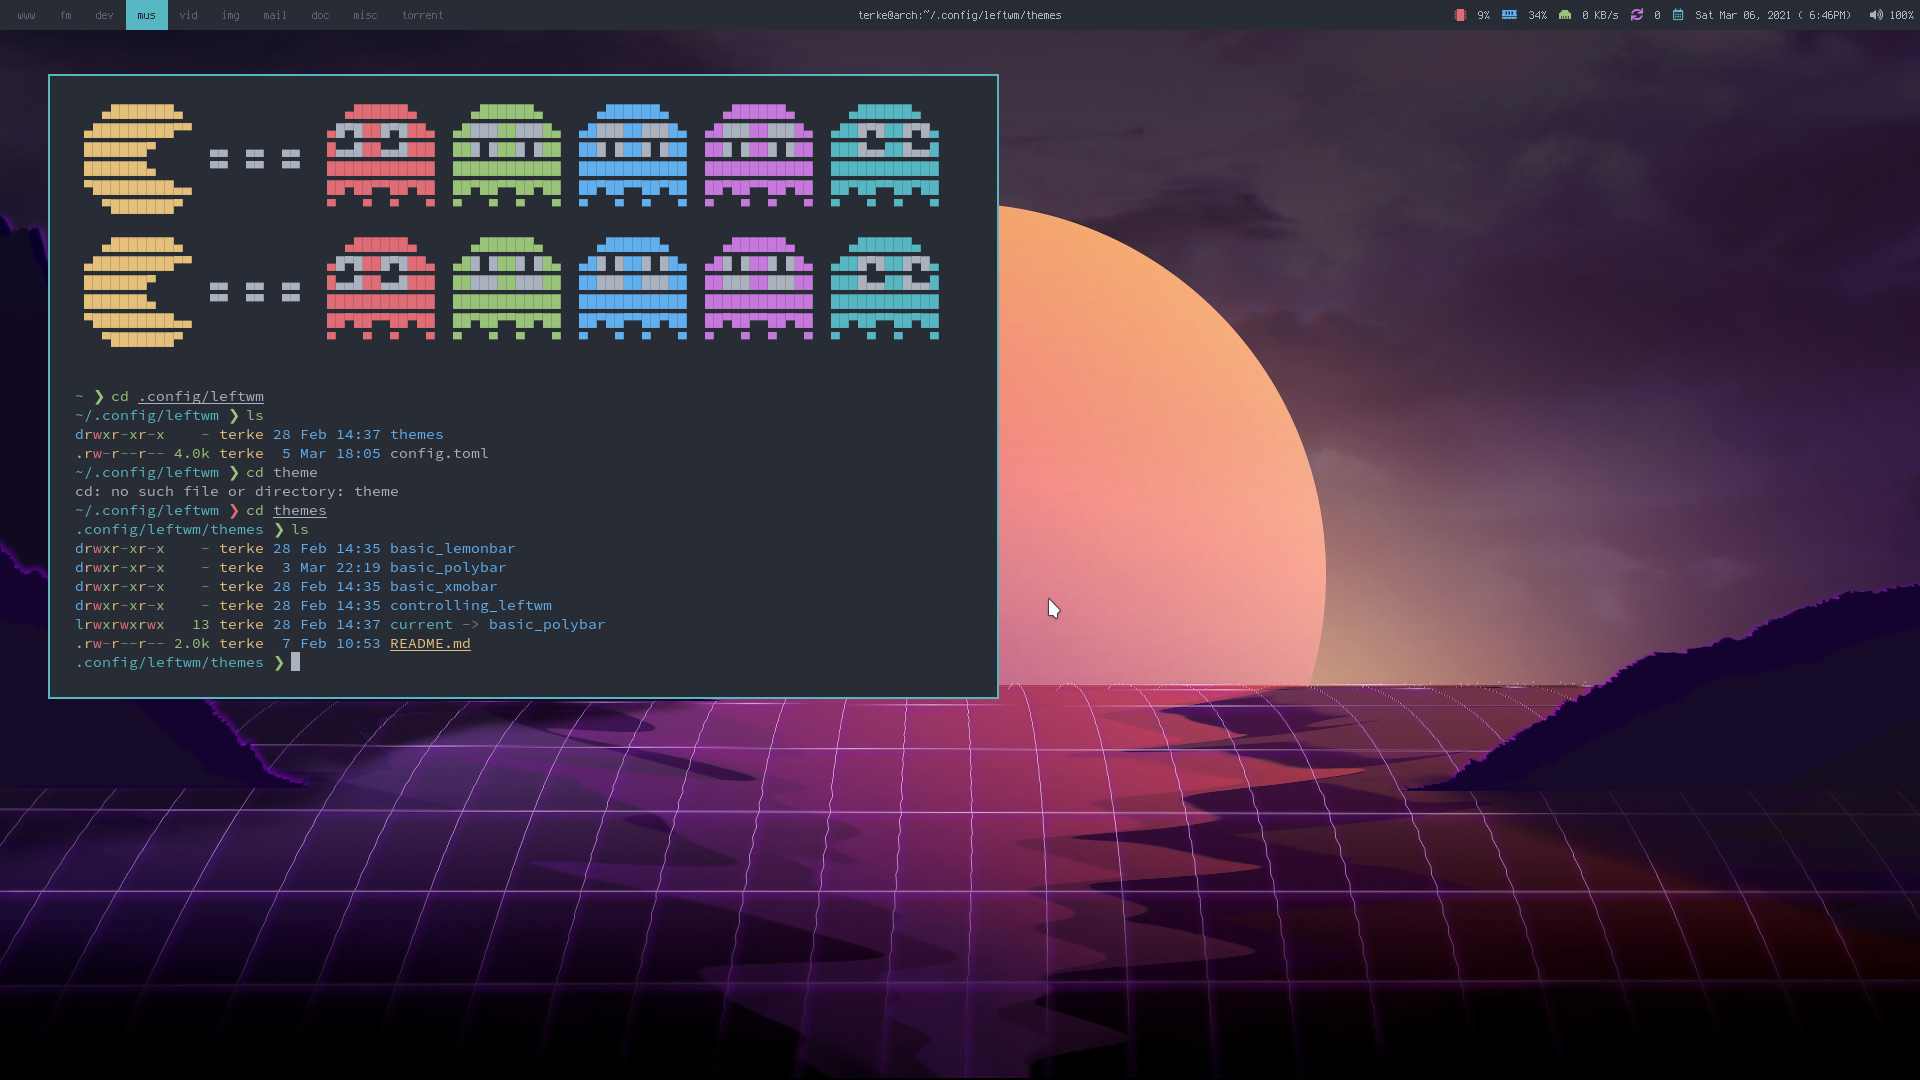 www fm dev mus vid img mail doc misc torrent terke@arch:~/.config/leftwm/themes 9% 34% 0 KB/s 0 Sat Mar 06, 2021 ( 6:46PM) 100%
~ ❯ cd .config/leftwm
~/.config/leftwm ❯ ls
drwxr-xr-x    - terke 28 Feb 14:37 themes
.rw-r--r-- 4.0k terke  5 Mar 18:05 config.toml
~/.config/leftwm ❯ cd theme
cd: no such file or directory: theme
~/.config/leftwm ❯ cd themes
.config/leftwm/themes ❯ ls
drwxr-xr-x    - terke 28 Feb 14:35 basic_lemonbar
drwxr-xr-x    - terke  3 Mar 22:19 basic_polybar
drwxr-xr-x    - terke 28 Feb 14:35 basic_xmobar
drwxr-xr-x    - terke 28 Feb 14:35 controlling_leftwm
lrwxrwxrwx   13 terke 28 Feb 14:37 current -> basic_polybar
.rw-r--r-- 2.0k terke  7 Feb 10:53 README.md
.config/leftwm/themes ❯